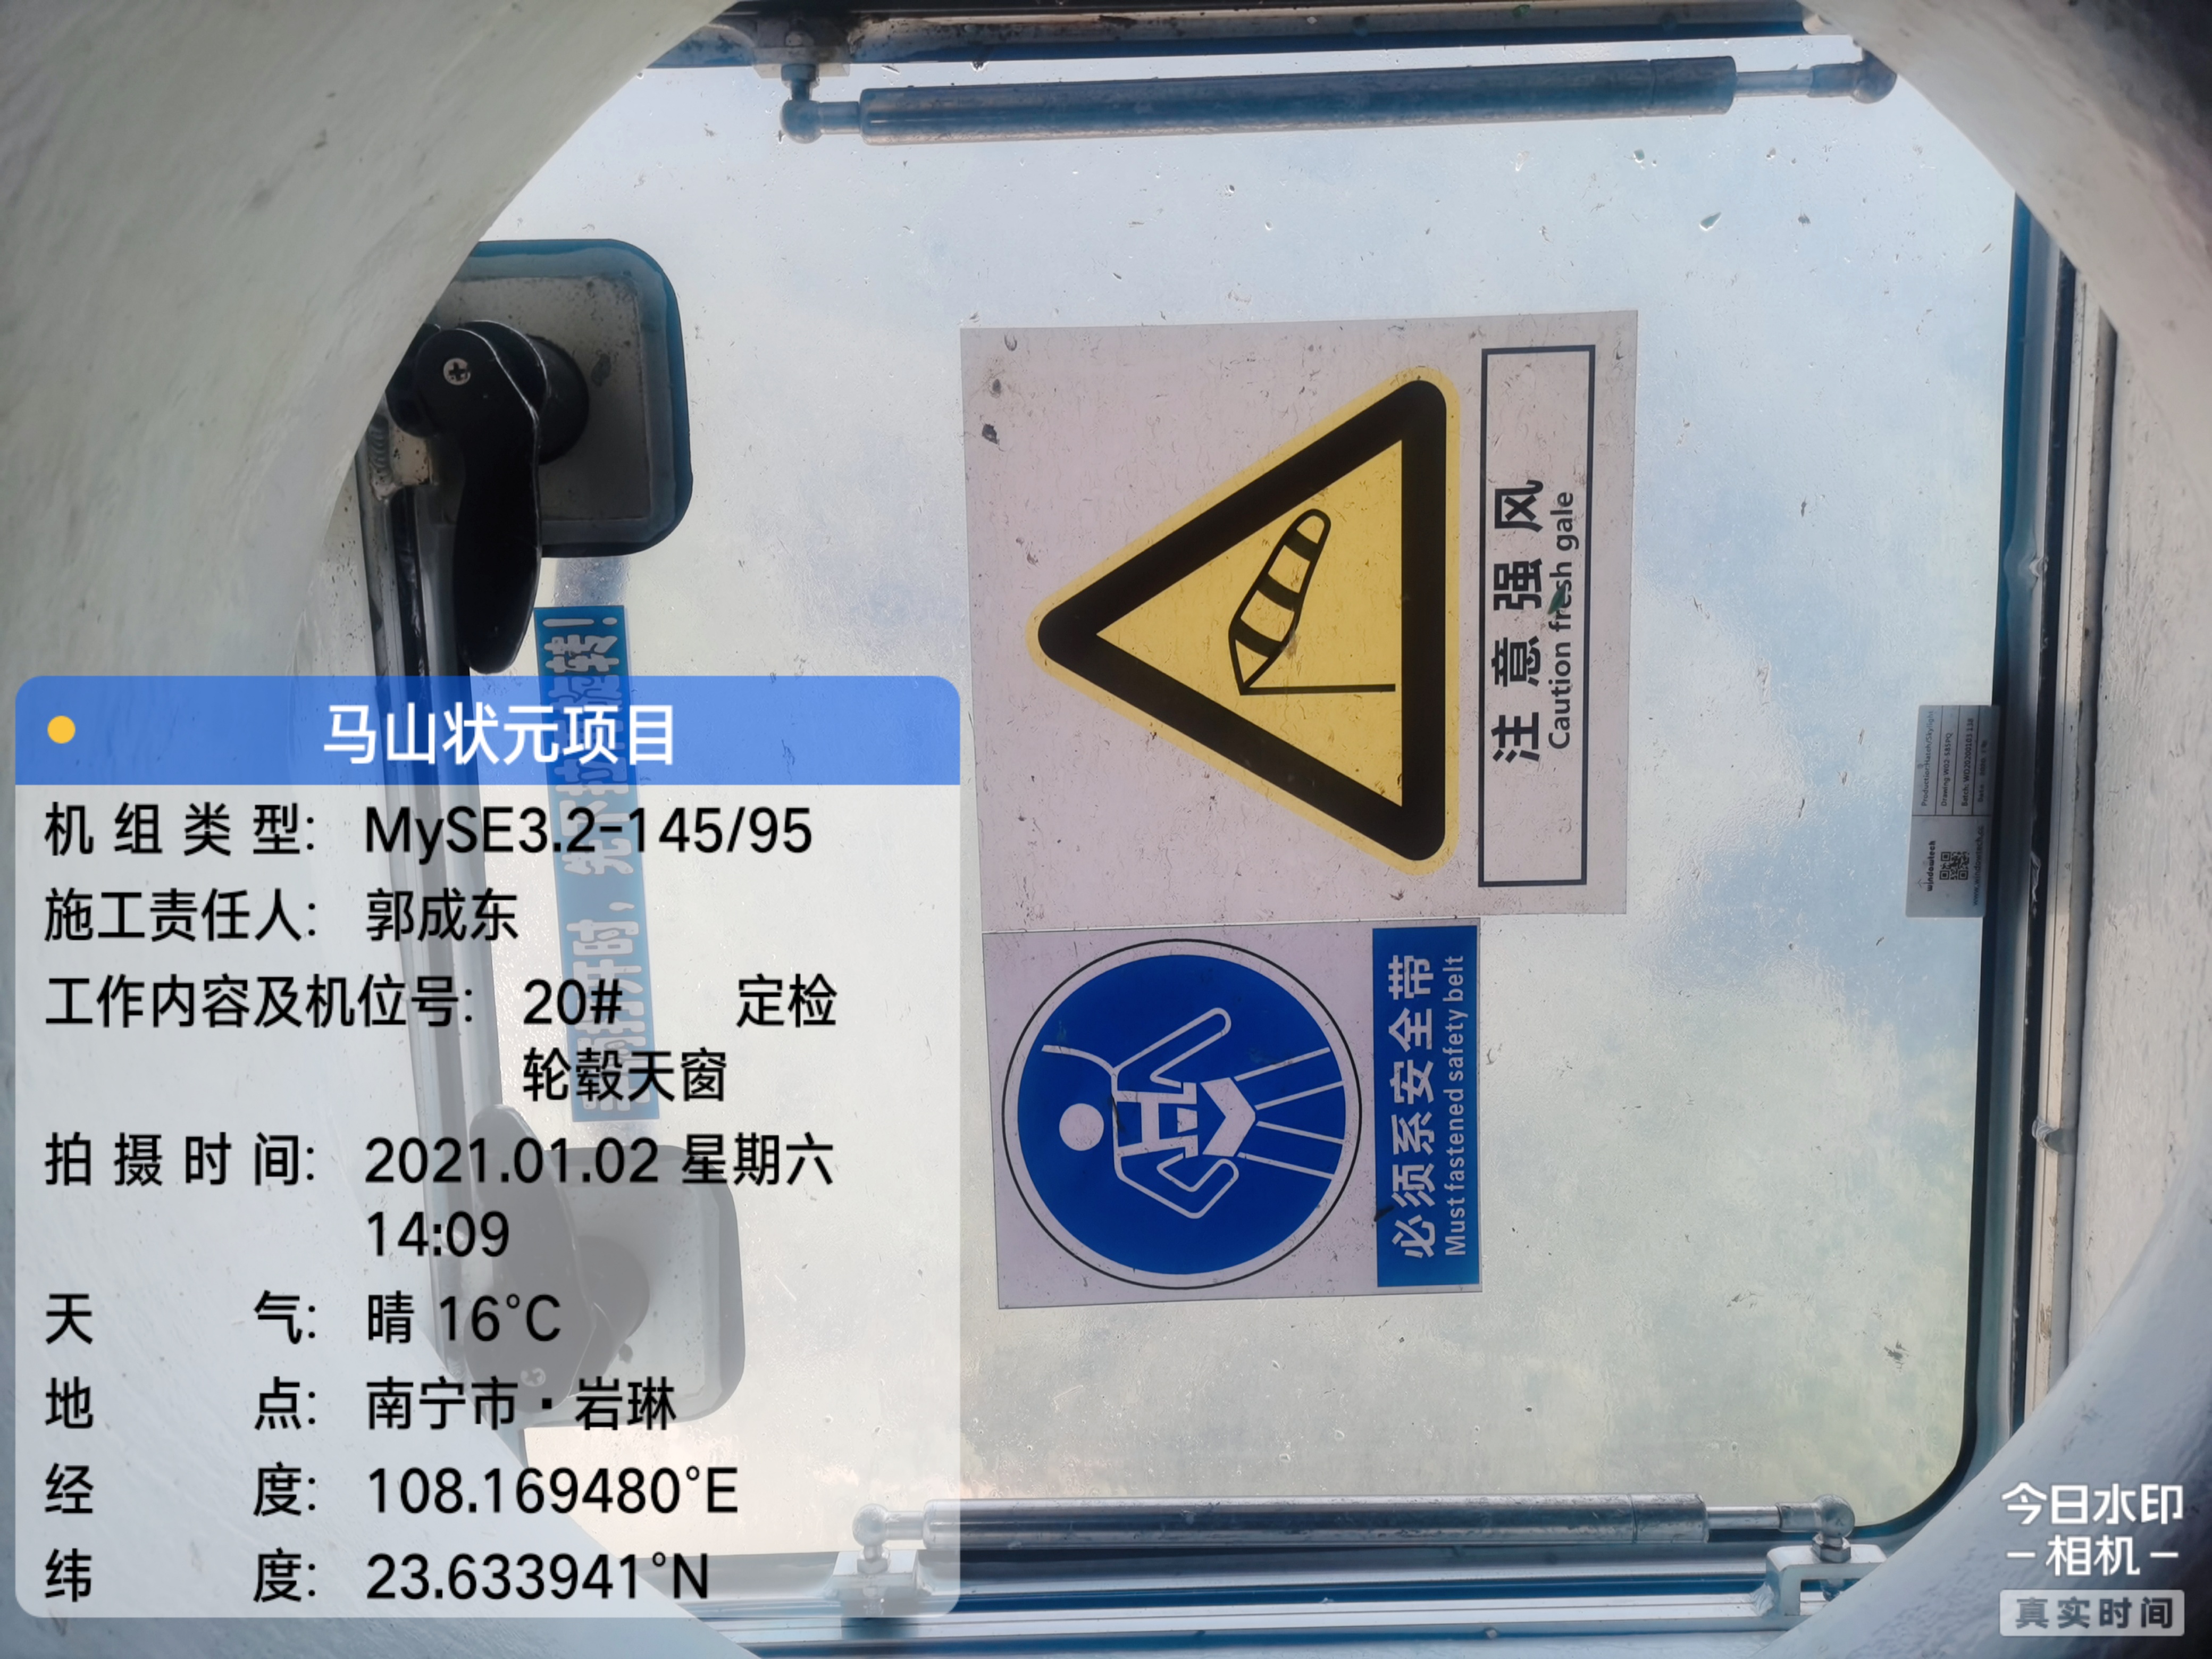 马山状元项目
机组类型: MySE3.2-145/95
施工责任人: 郭成东
工作内容及机位号: 20# 定检
轮毂天窗
拍摄时间: 2021.01.02 星期六
14:09
天气: 晴 16°C
地点: 南宁市·岩琳
经度: 108.169480°E
纬度: 23.633941°N
注意强风
Caution fresh gale
必须系安全带
Must fastened safety belt
windowtech
今日水印
-相机-
真实时间